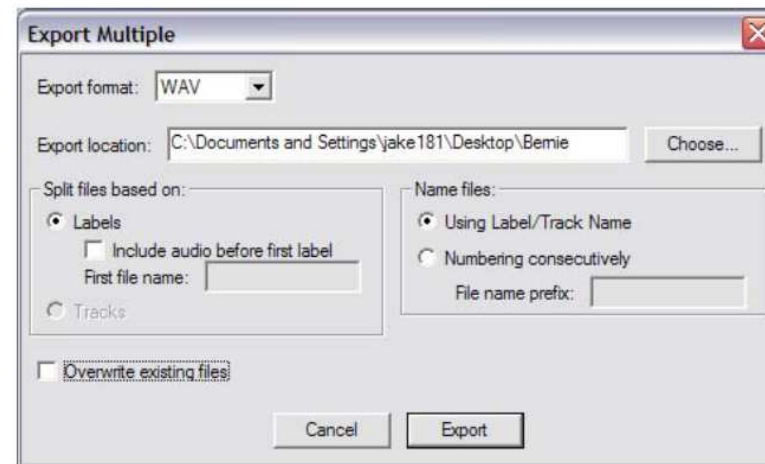 Export Multiple
Export format: WAV
Export location: C:\Documents and Settings\jake181\Desktop\Bernie Choose...
Split files based on:
Labels
Include audio before first label
First file name:
Tracks
Name files:
Using Label/Track Name
Numbering consecutively
File name prefix:
Overwrite existing files
Cancel Export